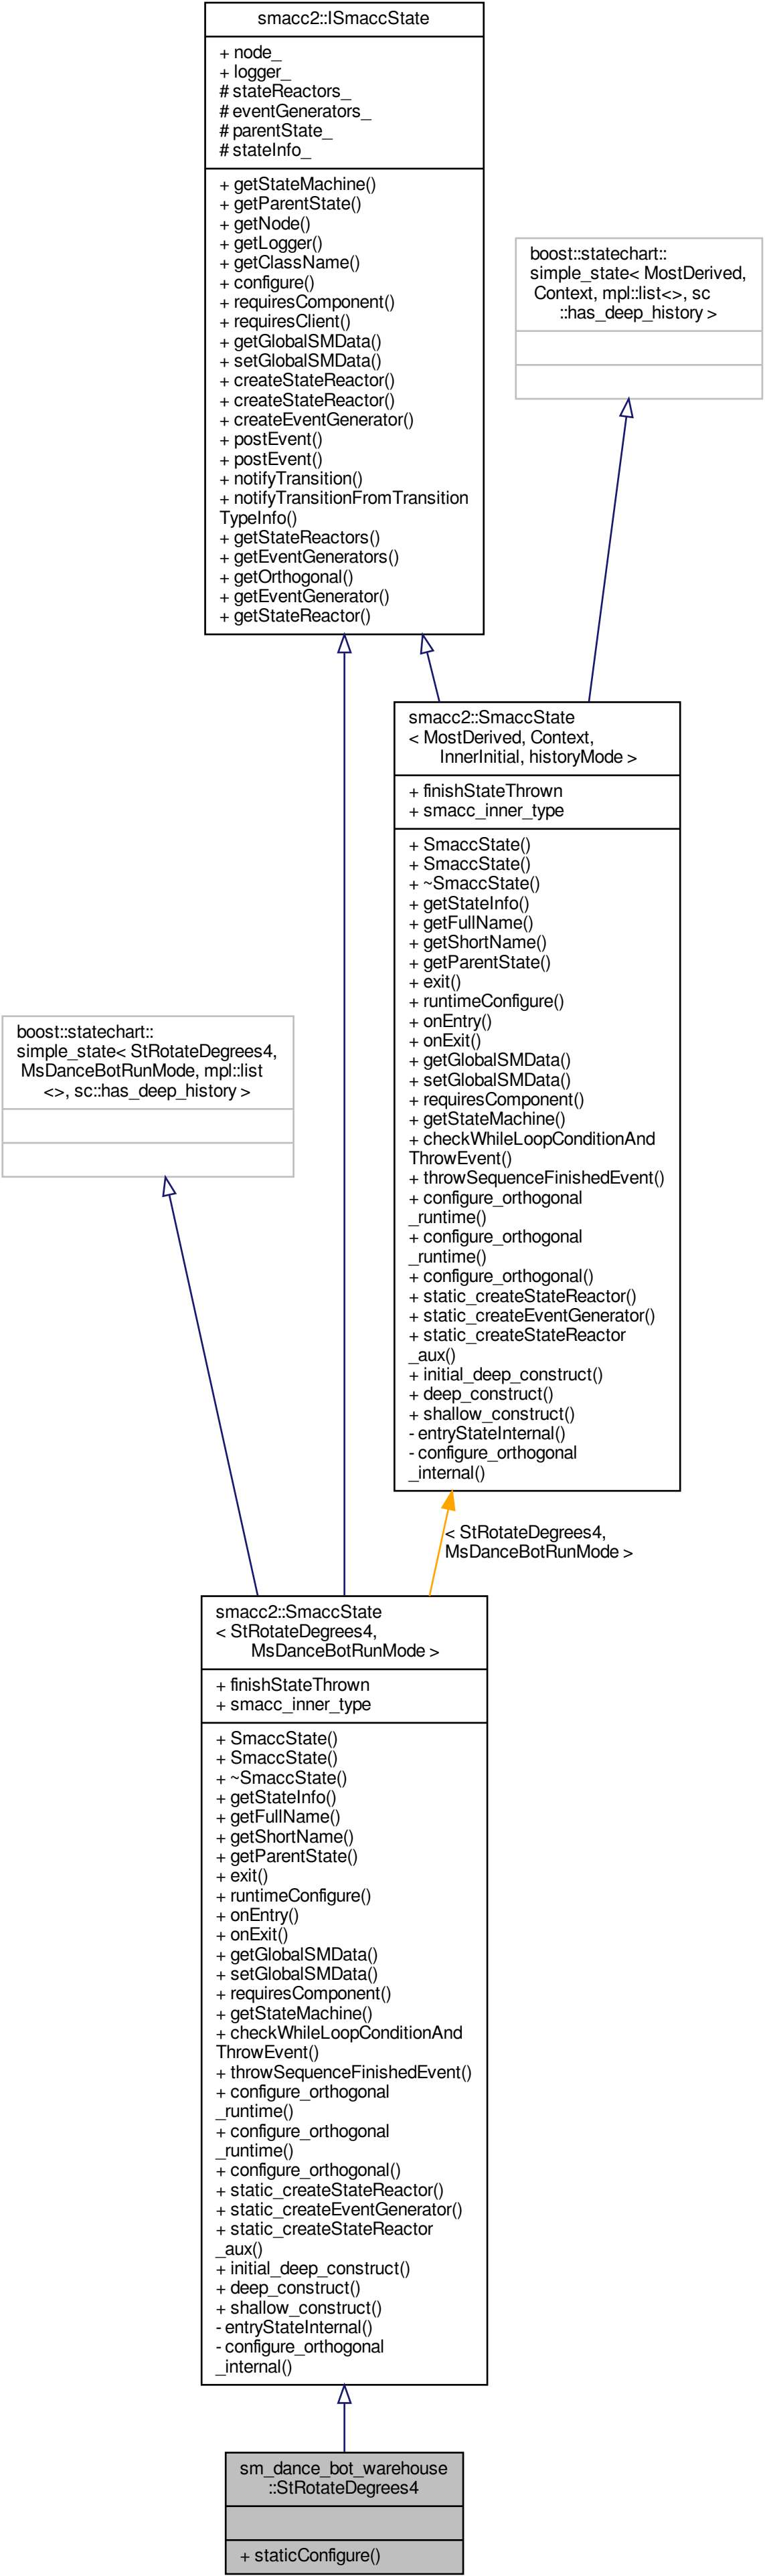 smacc2::ISmaccState
+ node_
+ logger_
# stateReactors_
# eventGenerators_
# parentState_
# stateInfo_
+ getStateMachine()
+ getParentState()
+ getNode()
+ getLogger()
+ getClassName()
+ configure()
+ requiresComponent()
+ requiresClient()
+ getGlobalSMData()
+ setGlobalSMData()
+ createStateReactor()
+ createStateReactor()
+ createEventGenerator()
+ postEvent()
+ postEvent()
+ notifyTransition()
+ notifyTransitionFromTransition
TypeInfo()
+ getStateReactors()
+ getEventGenerators()
+ getOrthogonal()
+ getEventGenerator()
+ getStateReactor()
boost::statechart::
simple_state< MostDerived,
Context, mpl::list<>, sc
::has_deep_history >
smacc2::SmaccState
< MostDerived, Context,
InnerInitial, historyMode >
+ finishStateThrown
+ smacc_inner_type
+ SmaccState()
+ SmaccState()
+ ~SmaccState()
+ getStateInfo()
+ getFullName()
+ getShortName()
+ getParentState()
+ exit()
+ runtimeConfigure()
+ onEntry()
+ onExit()
+ getGlobalSMData()
+ setGlobalSMData()
+ requiresComponent()
+ getStateMachine()
+ checkWhileLoopConditionAnd
ThrowEvent()
+ throwSequenceFinishedEvent()
+ configure_orthogonal
_runtime()
+ configure_orthogonal
_runtime()
+ configure_orthogonal()
+ static_createStateReactor()
+ static_createEventGenerator()
+ static_createStateReactor
_aux()
+ initial_deep_construct()
+ deep_construct()
+ shallow_construct()
- entryStateInternal()
- configure_orthogonal
_internal()
boost::statechart::
simple_state< StRotateDegrees4,
MsDanceBotRunMode, mpl::list
<>, sc::has_deep_history >
< StRotateDegrees4,
MsDanceBotRunMode >
smacc2::SmaccState
< StRotateDegrees4,
MsDanceBotRunMode >
+ finishStateThrown
+ smacc_inner_type
+ SmaccState()
+ SmaccState()
+ ~SmaccState()
+ getStateInfo()
+ getFullName()
+ getShortName()
+ getParentState()
+ exit()
+ runtimeConfigure()
+ onEntry()
+ onExit()
+ getGlobalSMData()
+ setGlobalSMData()
+ requiresComponent()
+ getStateMachine()
+ checkWhileLoopConditionAnd
ThrowEvent()
+ throwSequenceFinishedEvent()
+ configure_orthogonal
_runtime()
+ configure_orthogonal
_runtime()
+ configure_orthogonal()
+ static_createStateReactor()
+ static_createEventGenerator()
+ static_createStateReactor
_aux()
+ initial_deep_construct()
+ deep_construct()
+ shallow_construct()
- entryStateInternal()
- configure_orthogonal
_internal()
sm_dance_bot_warehouse
::StRotateDegrees4
+ staticConfigure()